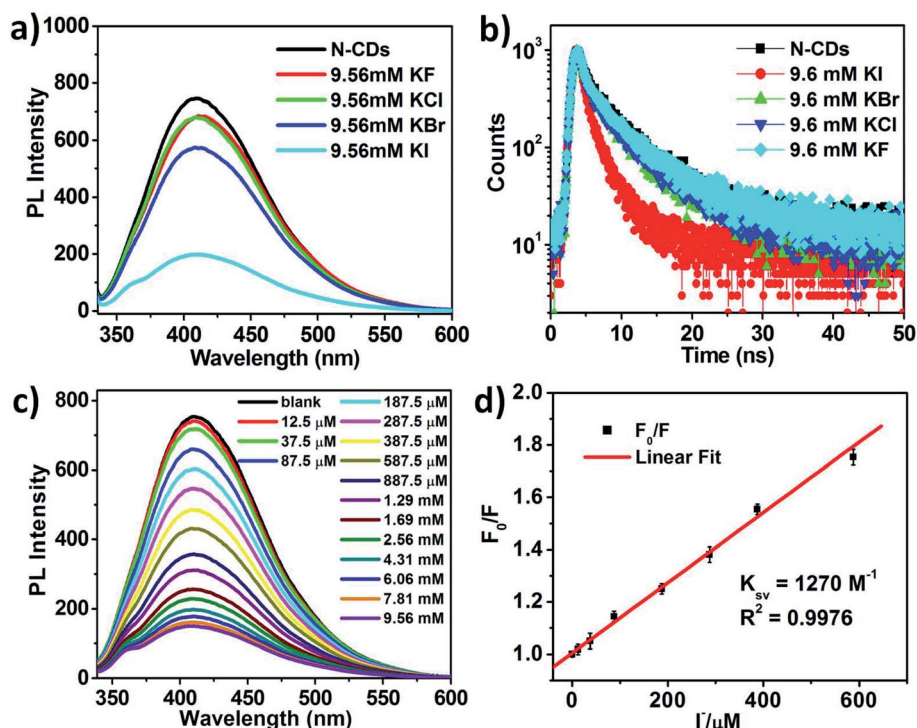 a)
1000
800
600
400
200
0
PL Intensity
N-CDs
9.56mM KF
9.56mM KCl
9.56mM KBr
9.56mM KI
350 400 450 500 550 600
Wavelength (nm)
b)
10³
10²
10¹
Counts
N-CDs
9.6 mM KI
9.6 mM KBr
9.6 mM KCl
9.6 mM KF
0 10 20 30 40 50
Time (ns)
c)
800
600
400
200
0
PL Intensity
blank
12.5 μM
37.5 μM
87.5 μM
187.5 μM
287.5 μM
387.5 μM
587.5 μM
887.5 μM
1.29 mM
1.69 mM
2.56 mM
4.31 mM
6.06 mM
7.81 mM
9.56 mM
350 400 450 500 550 600
Wavelength (nm)
d)
2.0
1.8
1.6
1.4
1.2
1.0
F₀/F
F₀/F
Linear Fit
Ksv = 1270 M⁻¹
R² = 0.9976
0 200 400 600
I⁻/μM